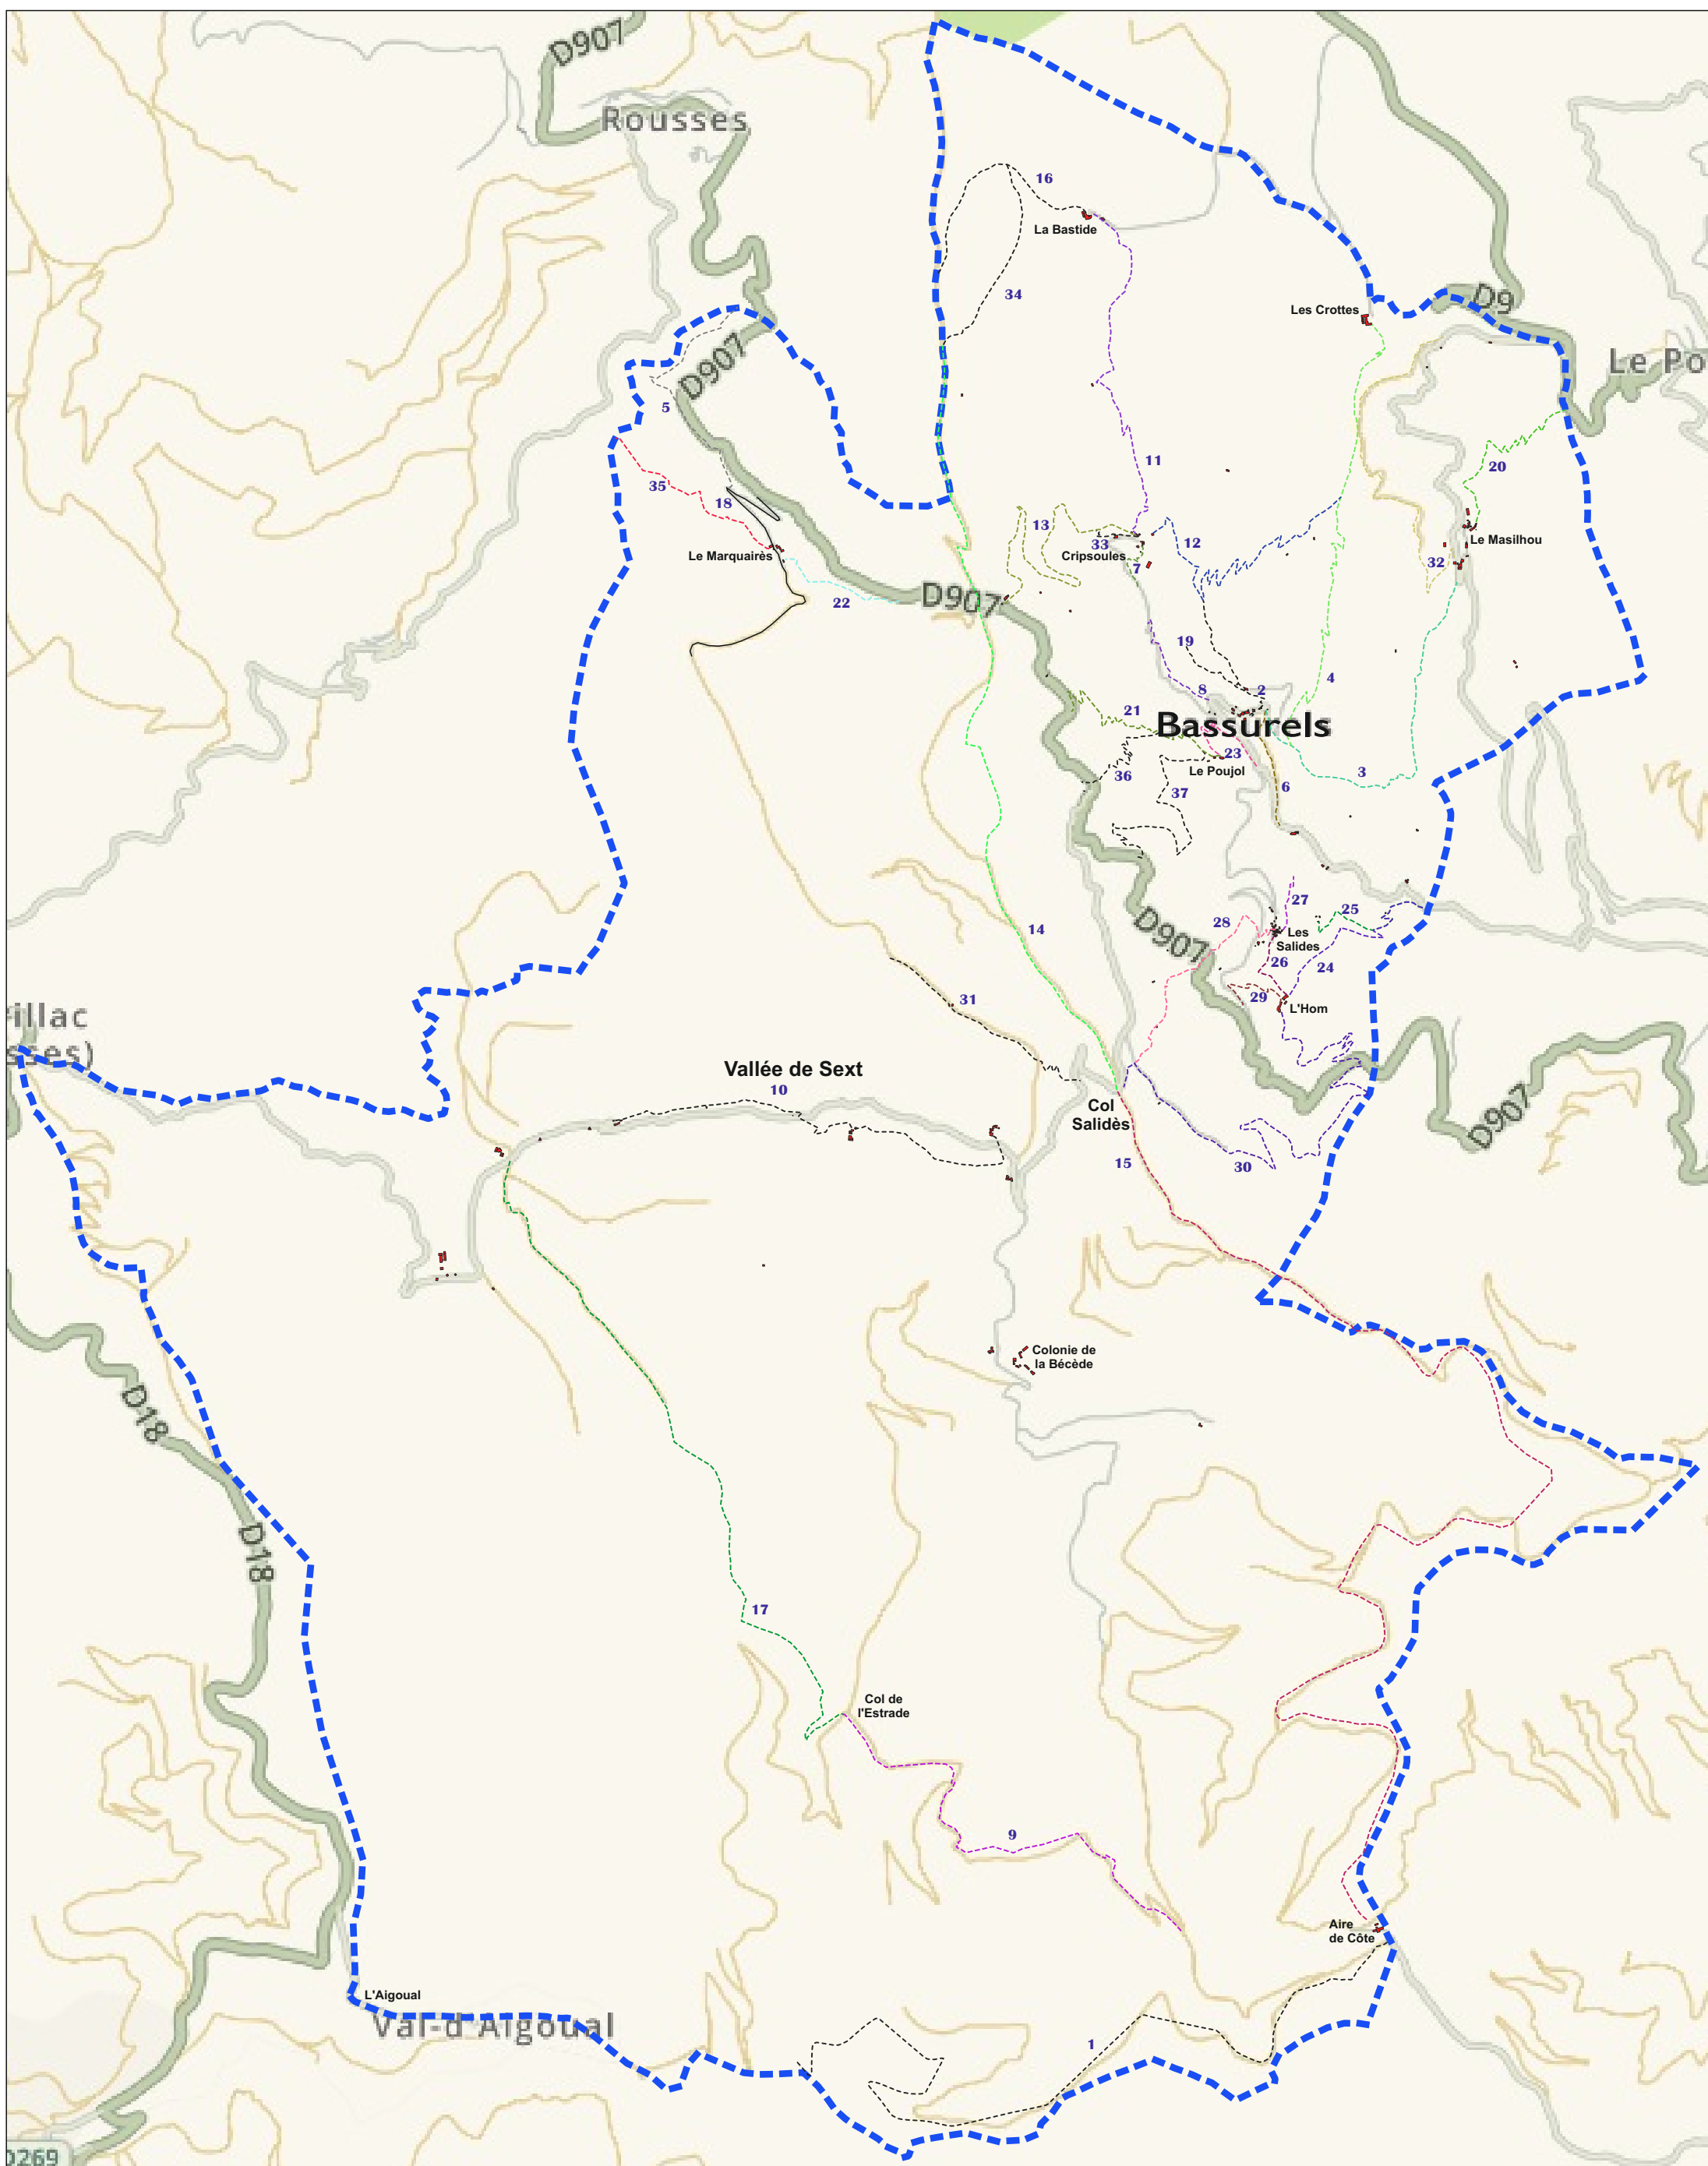 D907
Rousses
16
La Bastide
34
Les Crottes
D9
D907
Le Po
5
11
20
35
18
13
12
33
Le Marquairès
Cripsoules
Le Masilhou
7
32
22
D907
19
4
8
2
21
Bassurels
23
Le Poujol
3
36
37
6
27
25
28
14
D907
Les
Salides
26
24
31
29
L'Hom
illac
sses)
Vallée de Sext
10
Col
Salidès
D907
15
30
Colonie de
la Bécède
D18
D18
17
Col de
l'Estrade
9
Aire
de Côte
L'Aigoual
Val-d'Aigoual
1
D269